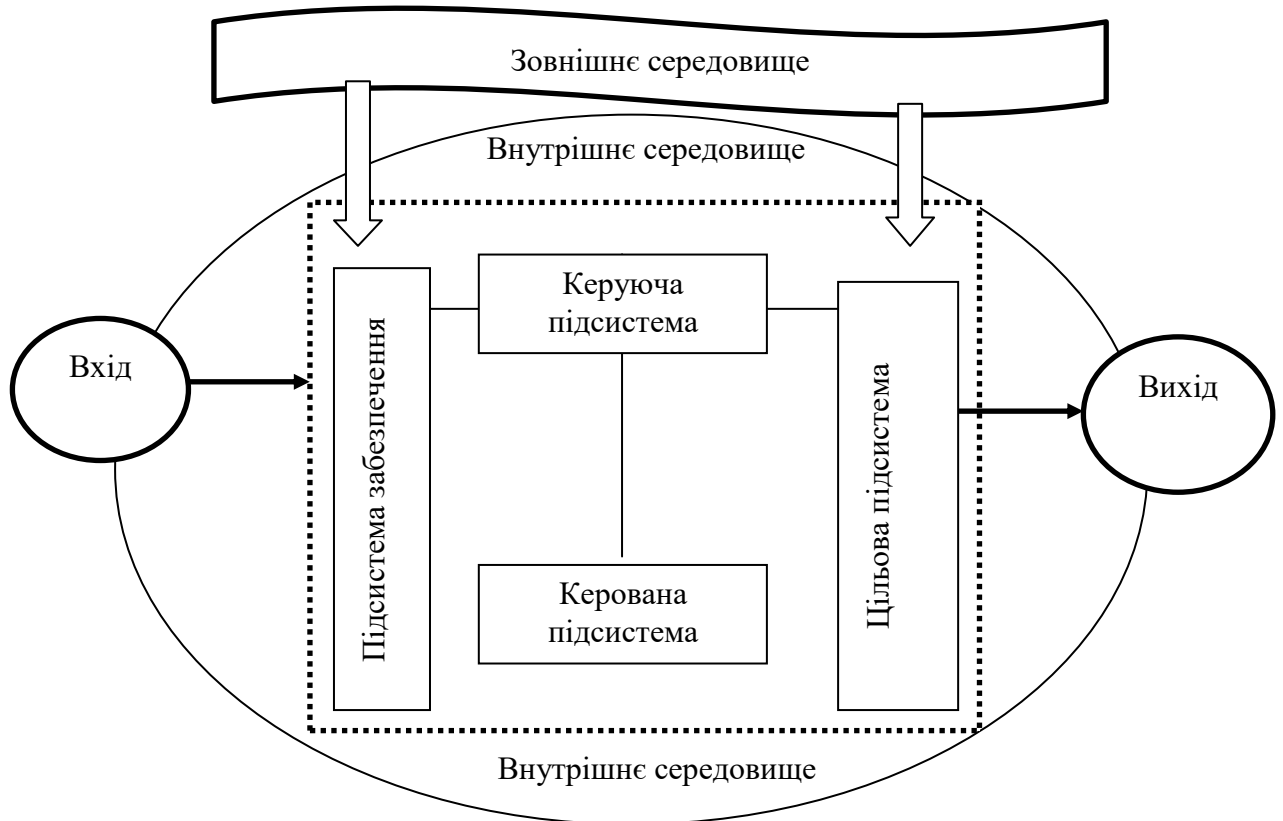 Зовнішнє середовище
Внутрішнє середовище
Керуюча
підсистема
Вхід
Підсистема забезпечення
Цільова підсистема
Вихід
Керована
підсистема
Внутрішнє середовище